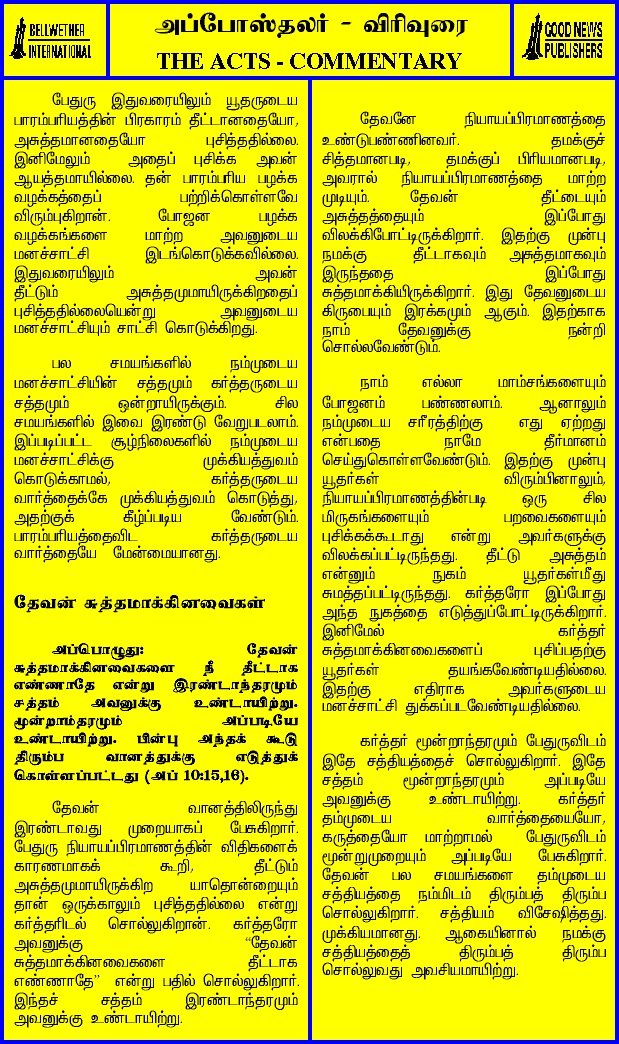 BELLWETHER
INTERNATIONAL
அப்போஸ்தலர் - விரிவுரை
THE ACTS - COMMENTARY
GOOD NEWS
PUBLISHERS
பேதுரு இதுவரையிலும் யூதருடைய
பாரம்பரியத்தின் பிரகாரம் தீட்டானதையோ,
அசுத்தமானதையோ புசித்ததில்லை.
இனிமேலும் அதைப் புசிக்க அவன்
ஆயத்தமாயில்லை. தன் பாரம்பரிய பழக்க
வழக்கத்தைப் பற்றிக்கொள்ளவே
விரும்புகிறான். போஜன பழக்க
வழக்கங்களை மாற்ற அவனுடைய
மனச்சாட்சி இடங்கொடுக்கவில்லை.
இதுவரையிலும் அவன்
தீட்டும் அசுத்தமுமாயிருக்கிறதைப்
புசித்ததில்லையென்று அவனுடைய
மனச்சாட்சியும் சாட்சி கொடுக்கிறது.
பல சமயங்களில் நம்முடைய
மனச்சாட்சியின் சத்தமும் கர்த்தருடைய
சத்தமும் ஒன்றாயிருக்கும். சில
சமயங்களில் இவை இரண்டு வேறுபடலாம்.
இப்படிப்பட்ட சூழ்நிலைகளில் நம்முடைய
மனச்சாட்சிக்கு முக்கியத்துவம்
கொடுக்காமல், கர்த்தருடைய
வார்த்தைக்கே முக்கியத்துவம் கொடுத்து,
அதற்குக் கீழ்ப்படிய வேண்டும்.
பாரம்பரியத்தைவிட கர்த்தருடைய
வார்த்தையே மேன்மையானது.
தேவன் சுத்தமாக்கினவைகள்
அப்பொழுது: தேவன்
சுத்தமாக்கினவைகளை நீ தீட்டாக
எண்ணாதே என்று இரண்டாந்தரமும்
சத்தம் அவனுக்கு உண்டாயிற்று.
மூன்றாம்தரமும் அப்படியே
உண்டாயிற்று. பின்பு அந்தக் கூடு
திரும்ப வானத்துக்கு எடுத்துக்
கொள்ளப்பட்டது (அப் 10:15,16).
தேவன் வானத்திலிருந்து
இரண்டாவது முறையாகப் பேசுகிறார்.
பேதுரு நியாயப்பிரமாணத்தின் விதிகளைக்
காரணமாகக் கூறி, தீட்டும்
அசுத்தமுமாயிருக்கிற யாதொன்றையும்
தான் ஒருக்காலும் புசித்ததில்லை என்று
கர்த்தரிடல் சொல்லுகிறான். கர்த்தரோ
அவனுக்கு “தேவன்
சுத்தமாக்கினவைகளை தீட்டாக
எண்ணாதே” என்று பதில் சொல்லுகிறார்.
இந்தச் சத்தம் இரண்டாந்தரமும்
அவனுக்கு உண்டாயிற்று.
தேவனே நியாயப்பிரமாணத்தை
உண்டுபண்ணினவர். தமக்குச்
சித்தமானபடி, தமக்குப் பிரியமானபடி,
அவரால் நியாயப்பிரமாணத்தை மாற்ற
முடியும். தேவன் தீட்டையும்
அசுத்தத்தையும் இப்போது
விலக்கிபோட்டிருக்கிறார். இதற்கு முன்பு
நமக்கு தீட்டாகவும் அசுத்தமாகவும்
இருந்ததை இப்போது
சுத்தமாக்கியிருக்கிறார். இது தேவனுடைய
கிருபையும் இரக்கமும் ஆகும். இதற்காக
நாம் தேவனுக்கு நன்றி
சொல்லவேண்டும்.
நாம் எல்லா மாம்சங்களையும்
போஜனம் பண்ணலாம். ஆனாலும்
நம்முடைய சரீரத்திற்கு எது ஏற்றது
என்பதை நாமே தீர்மானம்
செய்துகொள்ளவேண்டும். இதற்கு முன்பு
யூதர்கள் விரும்பினாலும்,
நியாயப்பிரமாணத்தின்படி ஒரு சில
மிருகங்களையும் பறவைகளையும்
புசிக்கக்கூடாது என்று அவர்களுக்கு
விலக்கப்பட்டிருந்தது. தீட்டு அசுத்தம்
என்னும் நுகம் யூதர்கள்மீது
சுமத்தப்பட்டிருந்தது. கர்த்தரோ இப்போது
அந்த நுகத்தை எடுத்துப்போட்டிருக்கிறார்.
இனிமேல் கர்த்தர்
சுத்தமாக்கினவைகளைப் புசிப்பதற்கு
யூதர்கள் தயங்கவேண்டியதில்லை.
இதற்கு எதிராக அவர்களுடைய
மனச்சாட்சி துக்கப்படவேண்டியதில்லை.
கர்த்தர் மூன்றாந்தரமும் பேதுருவிடம்
இதே சத்தியத்தைச் சொல்லுகிறார். இதே
சத்தம் மூன்றாந்தரமும் அப்படியே
அவனுக்கு உண்டாயிற்று. கர்த்தர்
தம்முடைய வார்த்தையையோ,
கருத்தையோ மாற்றாமல் பேதுருவிடம்
மூன்றுமுறையும் அப்படியே பேசுகிறார்.
தேவன் பல சமயங்களை தம்முடைய
சத்தியத்தை நம்மிடம் திரும்பத் திரும்ப
சொல்லுகிறார். சத்தியம் விசேஷித்தது.
முக்கியமானது. ஆகையினால் நமக்கு
சத்தியத்தைத் திரும்பத் திரும்ப
சொல்லுவது அவசியமாயிற்று.